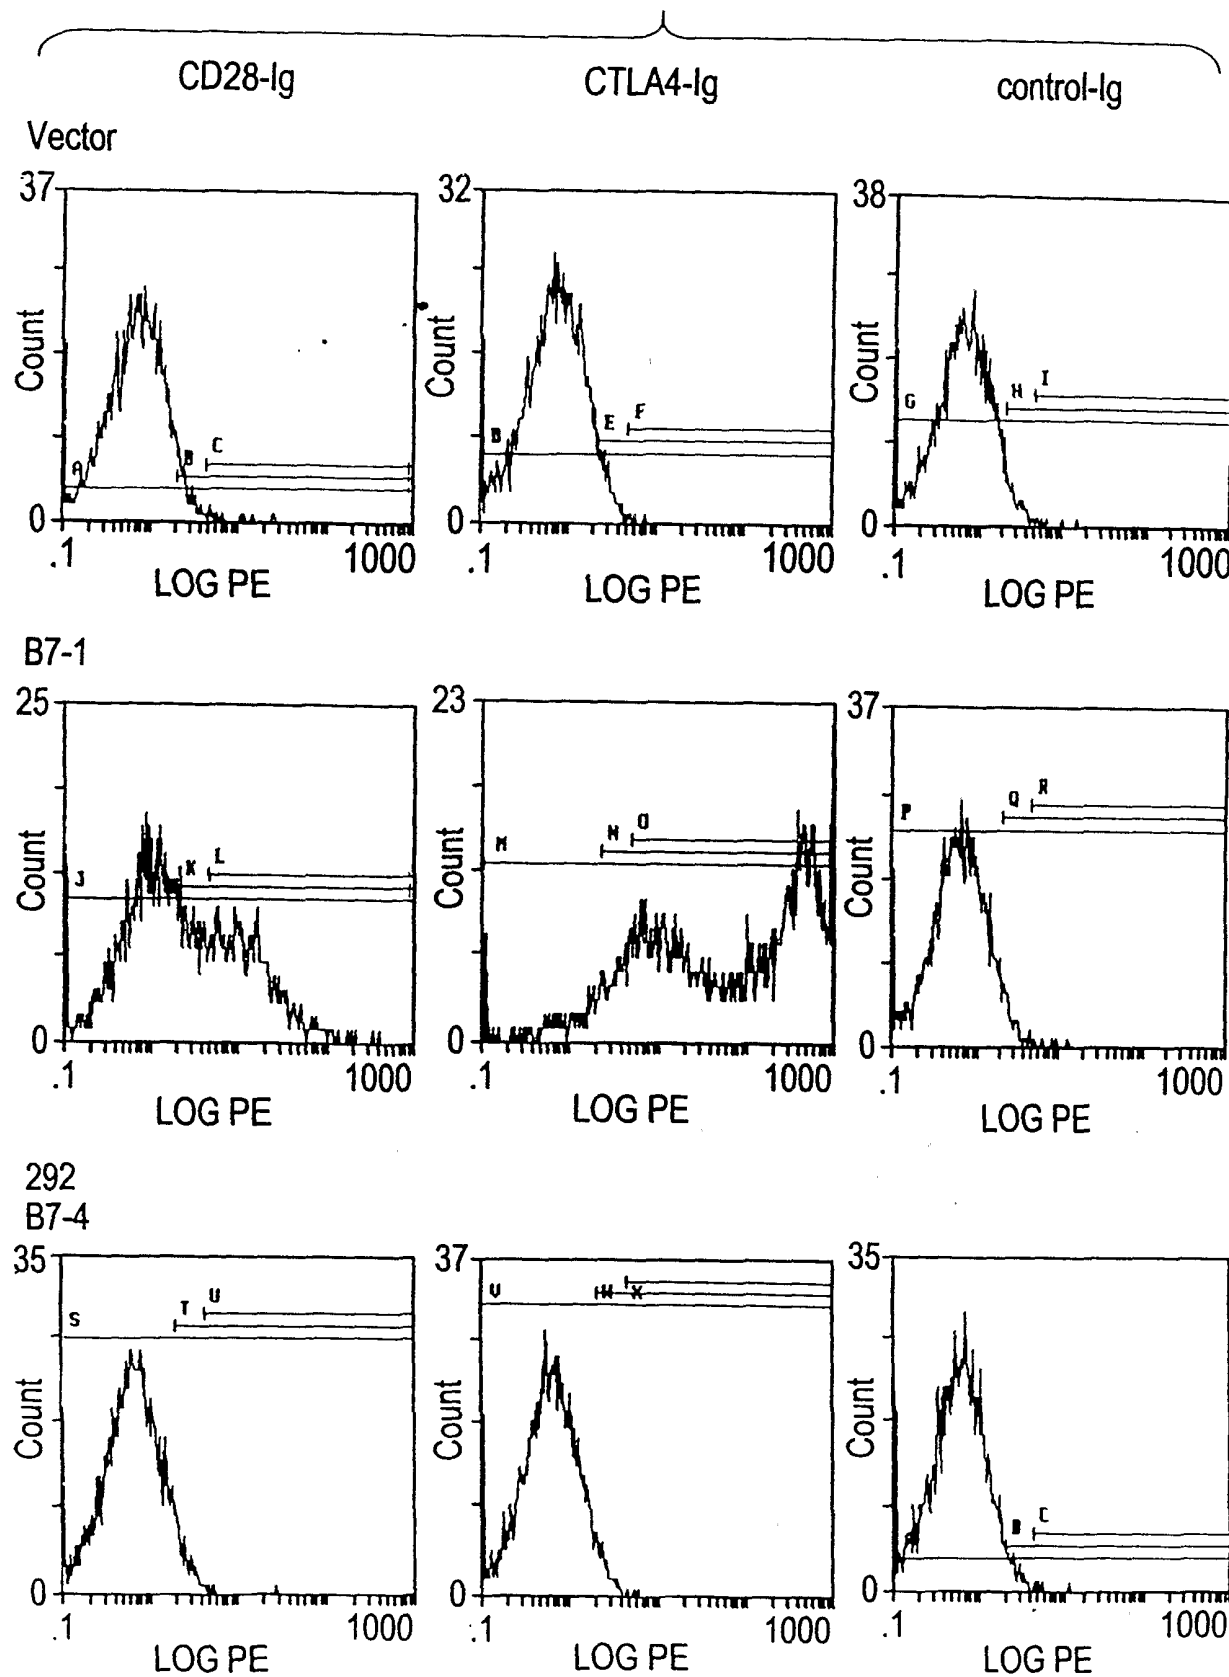 CD28-Ig CTLA4-Ig control-Ig
Vector
37 32 38
Count Count Count
A B C E F G H I
0 0 0
.1 1000 .1 1000 .1 1000
LOG PE LOG PE LOG PE
B7-1
25 23 37
Count Count Count
J K L M N O P Q R
0 0 0
.1 1000 .1 1000 .1 1000
LOG PE LOG PE LOG PE
292
B7-4
35 37 35
Count Count Count
S T U V W X B C
0 0 0
.1 1000 .1 1000 .1 1000
LOG PE LOG PE LOG PE